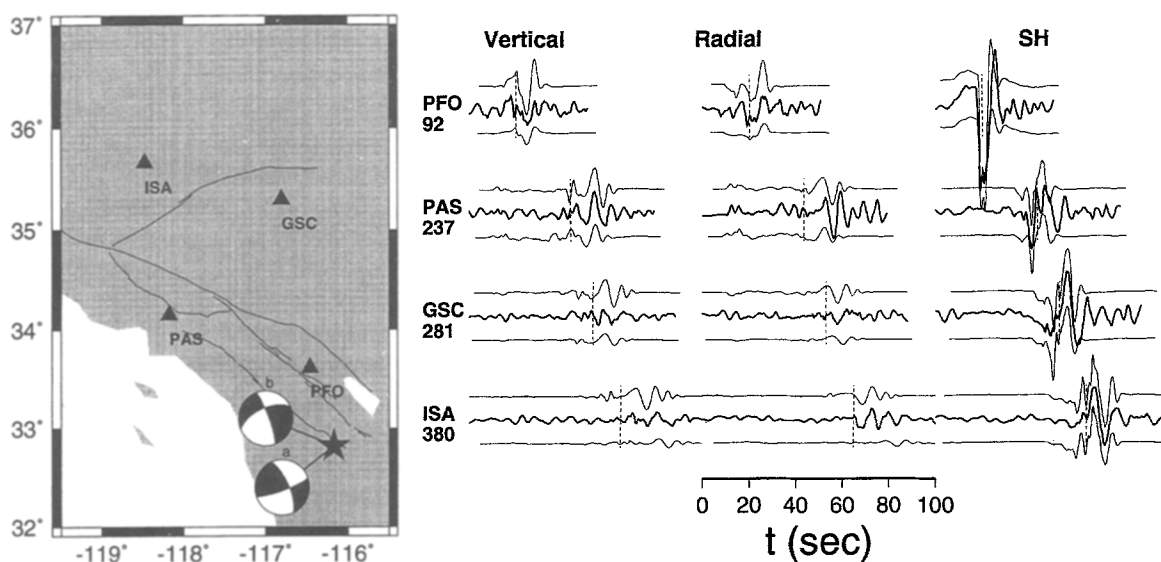 37°
36°
35°
34°
33°
32°
-119°
-118°
-117°
-116°
ISA
GSC
PAS
PFO
b
a
Vertical
Radial
SH
PFO
92
PAS
237
GSC
281
ISA
380
0
20
40
60
80
100
t (sec)